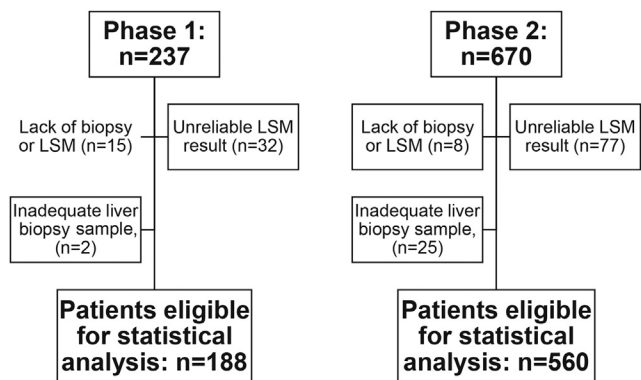 Phase 1:
n=237
Lack of biopsy
or LSM (n=15)
Unreliable LSM
result (n=32)
Inadequate liver
biopsy sample,
(n=2)
Patients eligible
for statistical
analysis: n=188
Phase 2:
n=670
Lack of biopsy
or LSM (n=8)
Unreliable LSM
result (n=77)
Inadequate liver
biopsy sample,
(n=25)
Patients eligible
for statistical
analysis: n=560